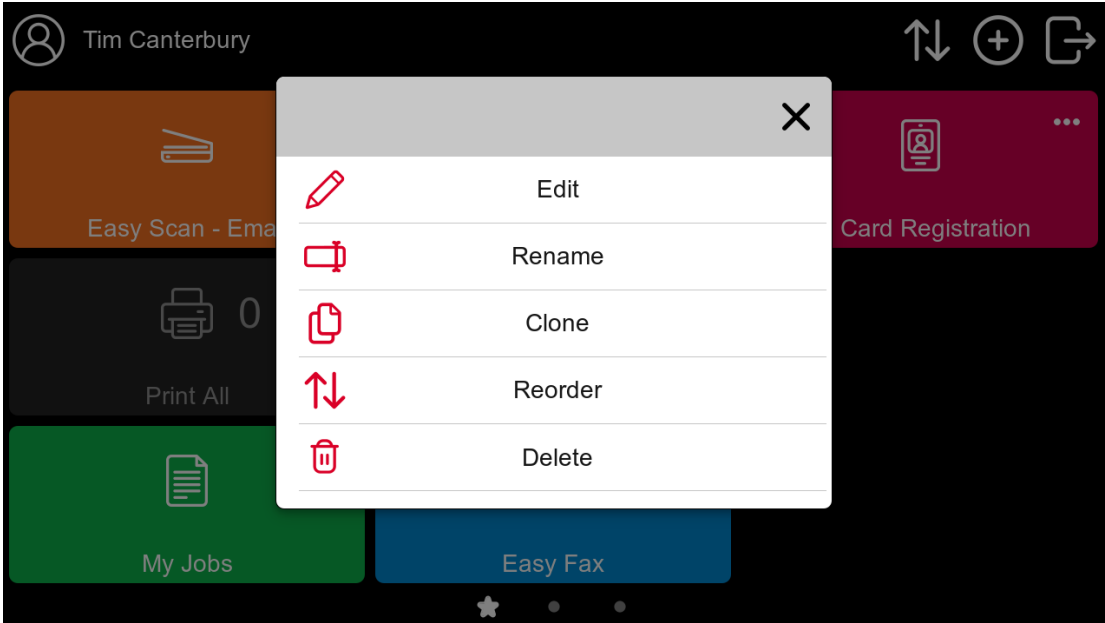 Tim Canterbury
Easy Scan - Ema
Card Registration
0
Print All
My Jobs
Easy Fax
Edit
Rename
Clone
Reorder
Delete